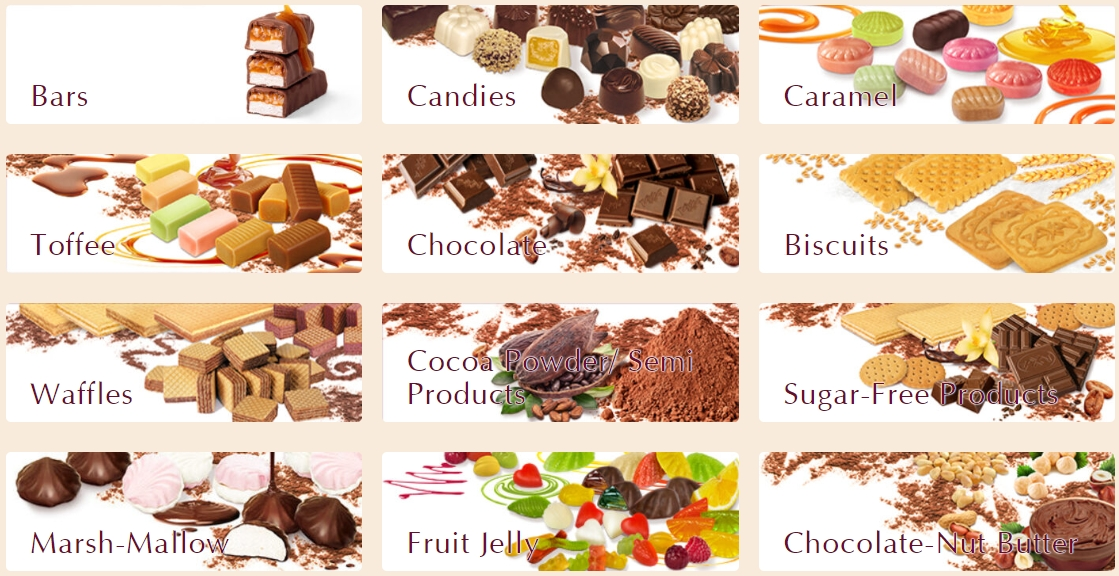 Bars
Candies
Caramel
Toffee
Chocolate
Biscuits
Waffles
Cocoa Powder/ Semi
Products
Sugar-Free Products
Marsh-Mallow
Fruit Jelly
Chocolate-Nut Butter